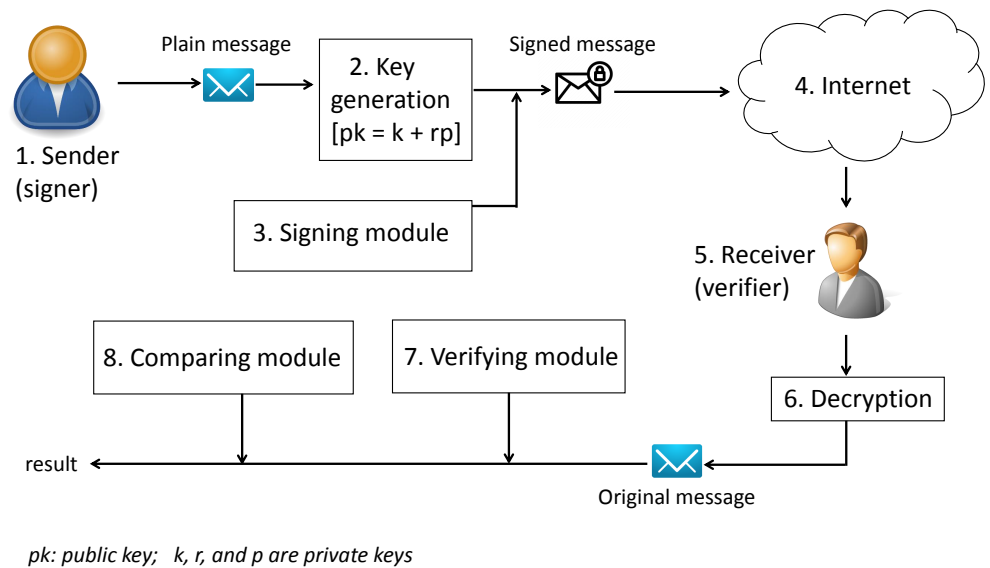 Plain message
2. Key
generation
[pk = k + rp]
Signed message
4. Internet
1. Sender
(signer)
3. Signing module
5. Receiver
(verifier)
8. Comparing module
7. Verifying module
6. Decryption
result
Original message
pk: public key; k, r, and p are private keys